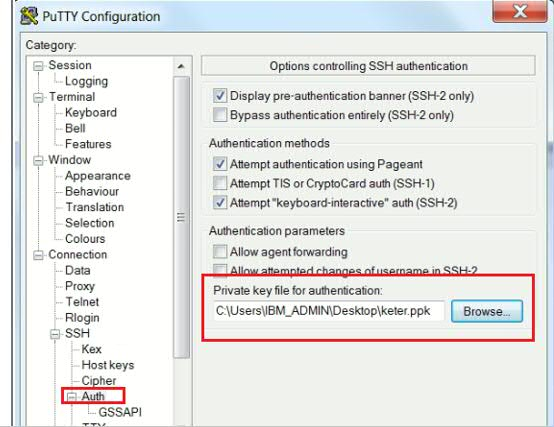 PuTTY Configuration
Category:
Session
Logging
Terminal
Keyboard
Bell
Features
Window
Appearance
Behaviour
Translation
Selection
Colours
Connection
Data
Proxy
Telnet
Rlogin
SSH
Kex
Host keys
Cipher
Auth
GSSAPI
TTY
Options controlling SSH authentication
Display pre-authentication banner (SSH-2 only)
Bypass authentication entirely (SSH-2 only)
Authentication methods
Attempt authentication using Pageant
Attempt TIS or CryptoCard auth (SSH-1)
Attempt "keyboard-interactive" auth (SSH-2)
Authentication parameters
Allow agent forwarding
Allow attempted changes of username in SSH-2
Private key file for authentication:
C:\Users\IBM_ADMIN\Desktop\keter.ppk
Browse...